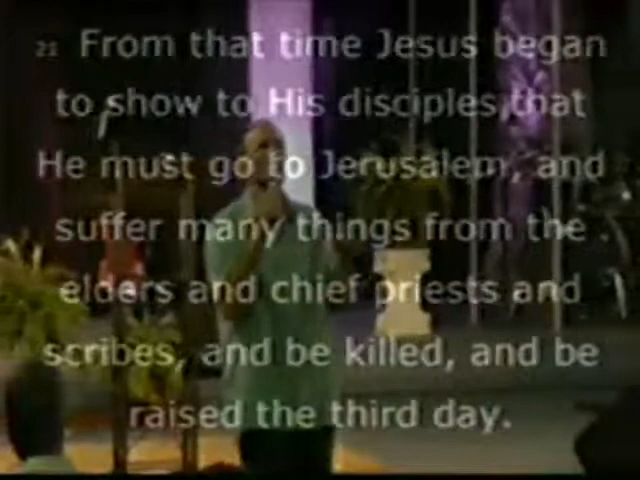 21 From that time Jesus began
to show to His disciples that
He must go to Jerusalem, and
suffer many things from the
elders and chief priests and
scribes, and be killed, and be
raised the third day.